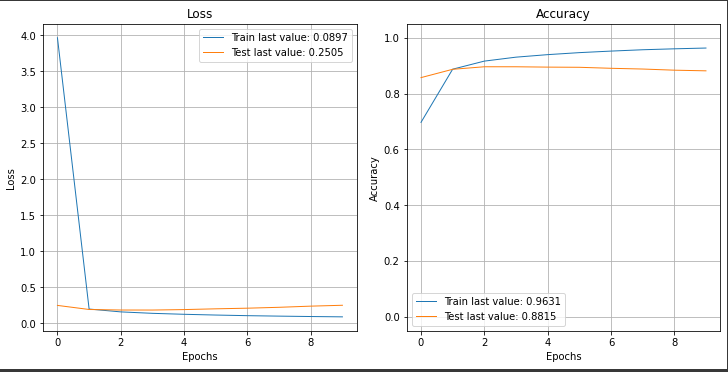 Loss
Train last value: 0.0897
Test last value: 0.2505
4.0
3.5
3.0
2.5
2.0
1.5
1.0
0.5
0.0
Loss
0 2 4 6 8
Epochs
Accuracy
1.0
0.8
0.6
0.4
0.2
0.0
Accuracy
Train last value: 0.9631
Test last value: 0.8815
0 2 4 6 8
Epochs